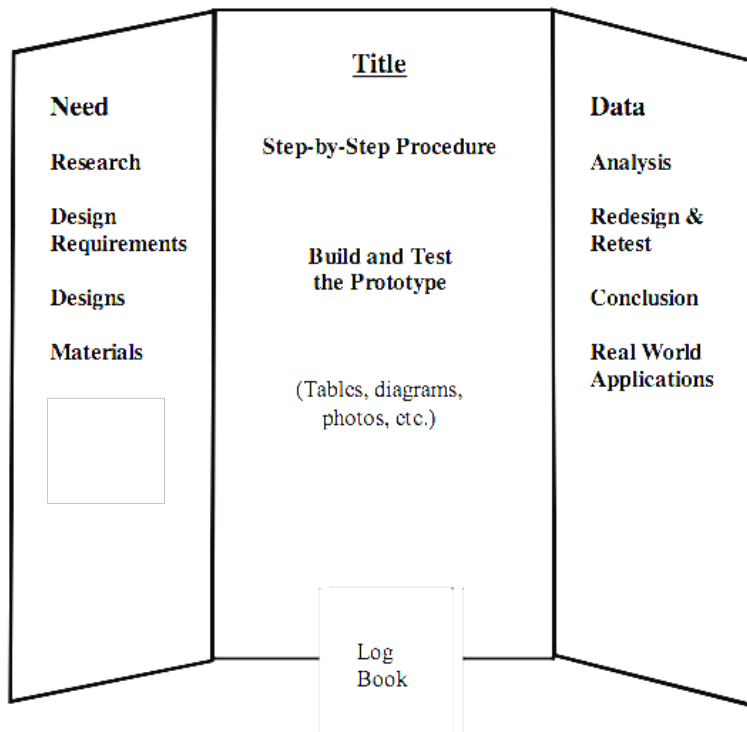 Need
Research
Design
Requirements
Designs
Materials
Title
Step-by-Step Procedure
Build and Test
the Prototype
(Tables, diagrams,
photos, etc.)
Log
Book
Data
Analysis
Redesign &
Retest
Conclusion
Real World
Applications